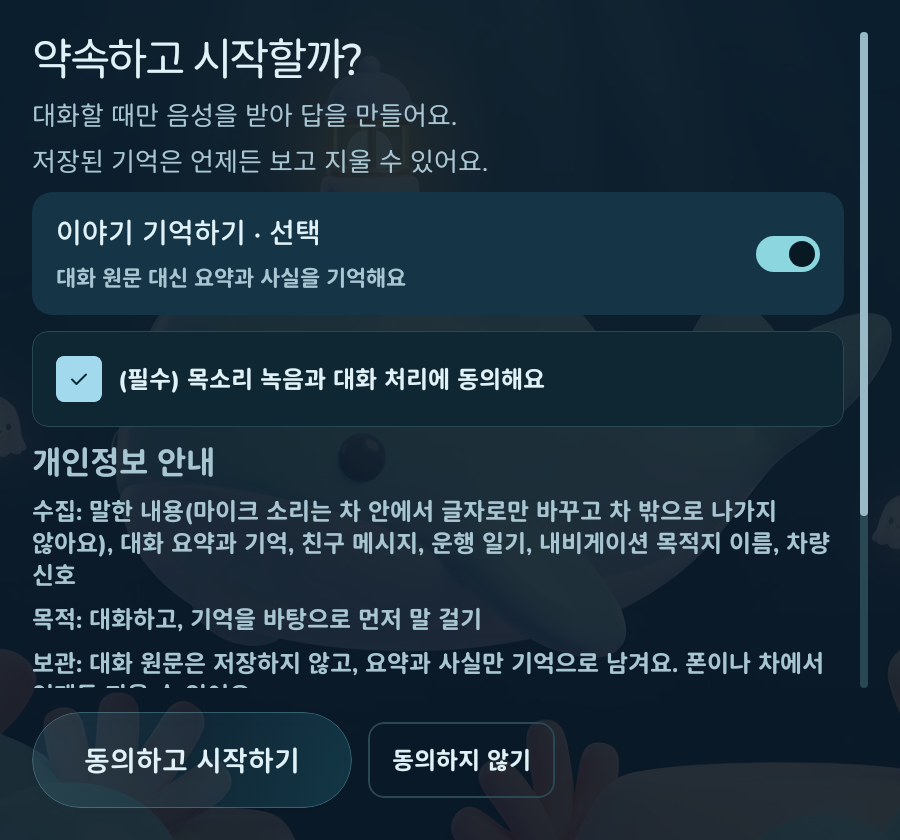 약속하고 시작할까?
대화할 때만 음성을 받아 답을 만들어요.
저장된 기억은 언제든 보고 지울 수 있어요.
이야기 기억하기 · 선택
대화 원문 대신 요약과 사실을 기억해요
(필수) 목소리 녹음과 대화 처리에 동의해요
개인정보 안내
수집: 말한 내용(마이크 소리는 차 안에서 글자로만 바꾸고 차 밖으로 나가지
않아요), 대화 요약과 기억, 친구 메시지, 운행 일기, 내비게이션 목적지 이름, 차량
신호
목적: 대화하고, 기억을 바탕으로 먼저 말 걸기
보관: 대화 원문은 저장하지 않고, 요약과 사실만 기억으로 남겨요. 폰이나 차에서
동의하고 시작하기
동의하지 않기